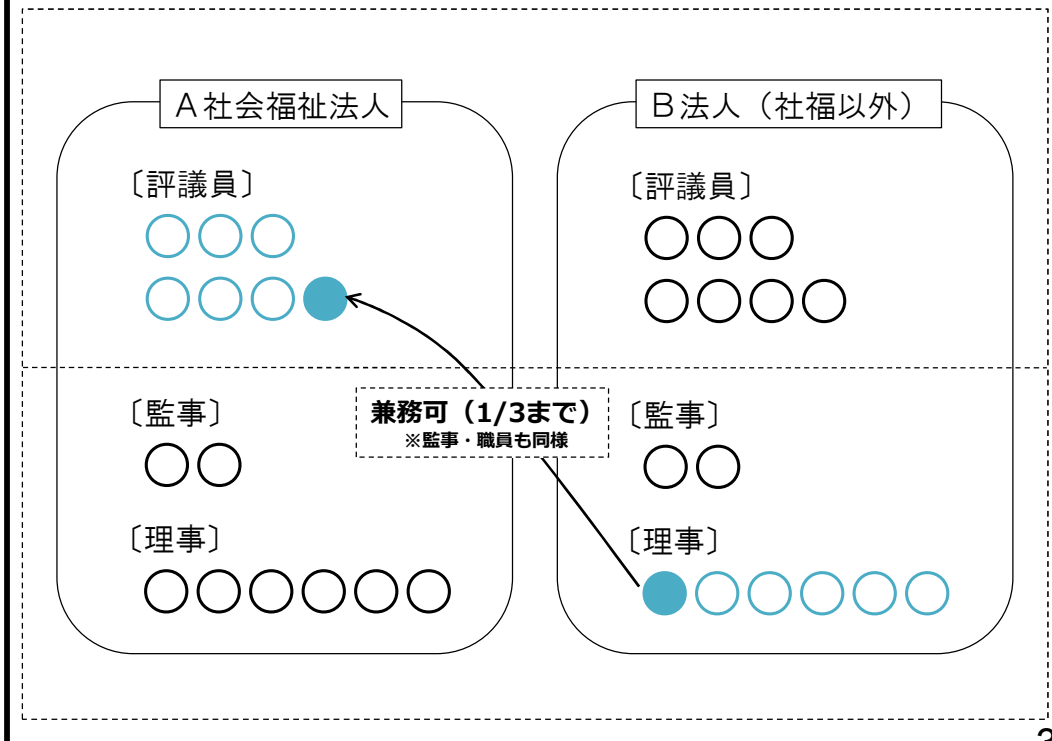 A社会福祉法人
B法人（社福以外）
〔評議員〕
〔評議員〕
兼務可（1/3まで）
※監事・職員も同様
〔監事〕
〔監事〕
〔理事〕
〔理事〕